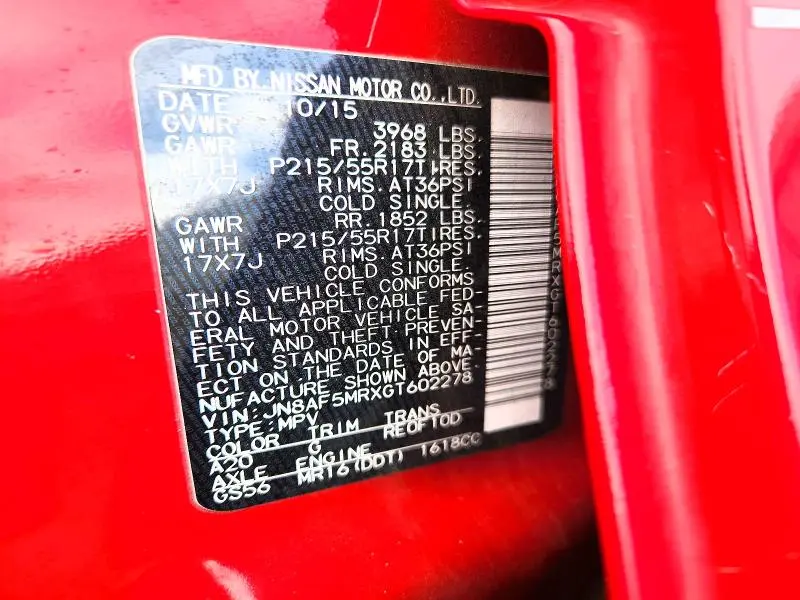 MFD BY NISSAN MOTOR CO.,LTD.
DATE 10/15
GVWR 3968 LBS.
GAWR FR. 2183 LBS.
WITH P215/55R17TIRES.
17X7J RIMS. AT36PSI
COLD SINGLE.
GAWR RR. 1852 LBS.
WITH P215/55R17TIRES.
17X7J RIMS. AT36PSI
COLD SINGLE.
THIS VEHICLE CONFORMS
TO ALL APPLICABLE FED-
ERAL MOTOR VEHICLE SA-
FETY AND THEFT PREVEN-
TION STANDARDS IN EFF-
ECT ON THE DATE OF MA-
NUFACTURE SHOWN ABOVE.
VIN: JN8AF5MRXGT602278
TYPE: MPV
COLOR TRIM TRANS
A20 G RE0FTOD
AXLE ENGINE
GS56 MR16(DDT) 1618CC